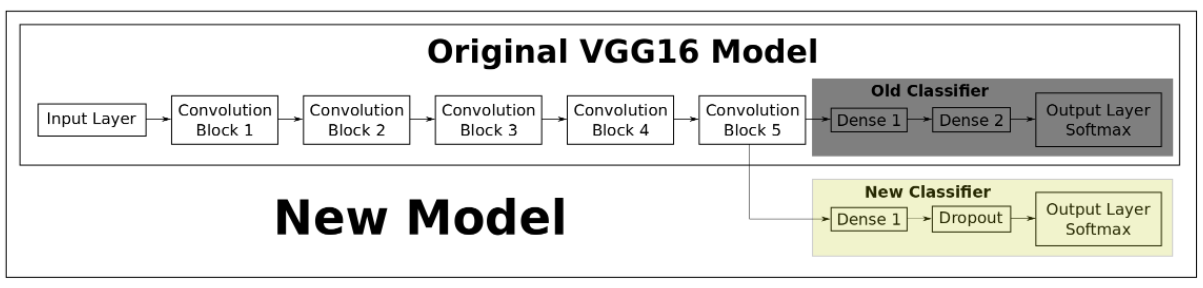 Original VGG16 Model
Input Layer
Convolution
Block 1
Convolution
Block 2
Convolution
Block 3
Convolution
Block 4
Convolution
Block 5
Old Classifier
Dense 1
Dense 2
Output Layer
Softmax
New Model
New Classifier
Dense 1
Dropout
Output Layer
Softmax